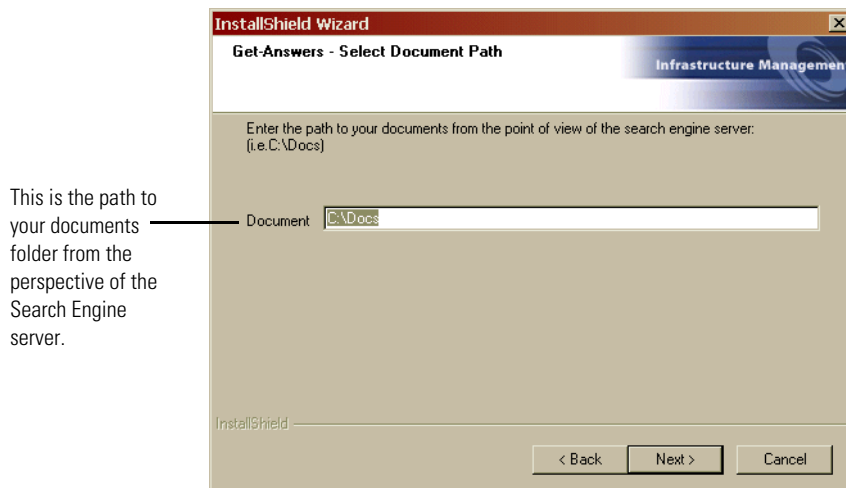 InstallShield Wizard
Get-Answers - Select Document Path
Infrastructure Managemen
Enter the path to your documents from the point of view of the search engine server:
(i.e.C:\Docs)
This is the path to
your documents
folder from the
perspective of the
Search Engine
server.
Document C:\Docs
InstallShield
< Back Next > Cancel